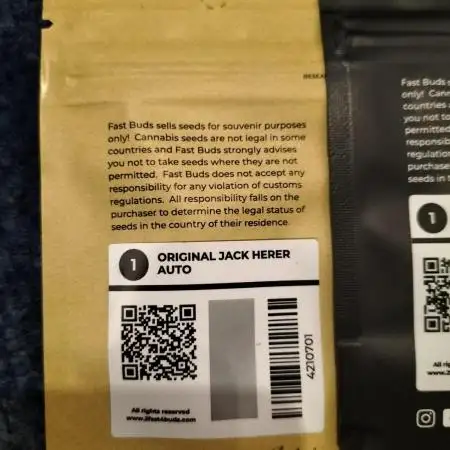 Fast Buds sells seeds for souvenir purposes
only! Cannabis seeds are not legal in some
countries and Fast Buds strongly advises
you not to take seeds where they are not
permitted. Fast Buds does not accept any
responsibility for any violation of customs
regulations. All responsibility falls on the
purchaser to determine the legal status of
seeds in the country of their residence.
1
ORIGINAL JACK HERER
AUTO
4210701
All rights reserved
www.2fast4buds.com
Fast Buds
only!
countries
you not to
permitted
purchase
seeds in t
1
All ri
www.2